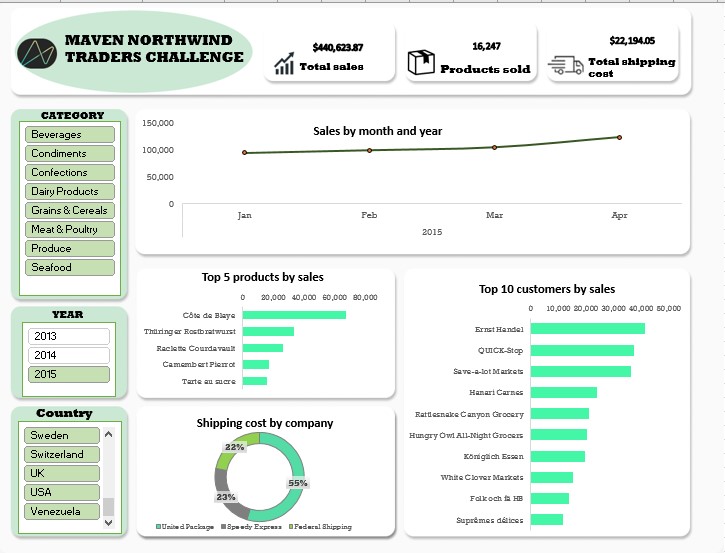 MAVEN NORTHWIND
TRADERS CHALLENGE
$440,623.87
Total sales
16,247
Products sold
$22,194.05
Total shipping
cost
CATEGORY
Beverages
Condiments
Confections
Dairy Products
Grains & Cereals
Meat & Poultry
Produce
Seafood
YEAR
2013
2014
2015
Country
Sweden
Switzerland
UK
USA
Venezuela
Sales by month and year
150,000
100,000
50,000
0
Jan Feb Mar Apr
2015
Top 5 products by sales
0 20,000 40,000 60,000 80,000
Côte de Blaye
Thüringer Rostbratwurst
Raclette Courdavault
Camembert Pierrot
Tarte au sucre
Shipping cost by company
22%
55%
23%
United Package Speedy Express Federal Shipping
Top 10 customers by sales
0 10,000 20,000 30,000 40,000 50,000
Ernst Handel
QUICK-Stop
Save-a-lot Markets
Hanari Carnes
Rattlesnake Canyon Grocery
Hungry Owl All-Night Grocers
Königlich Essen
White Clover Markets
Folk och fä HB
Suprêmes délices